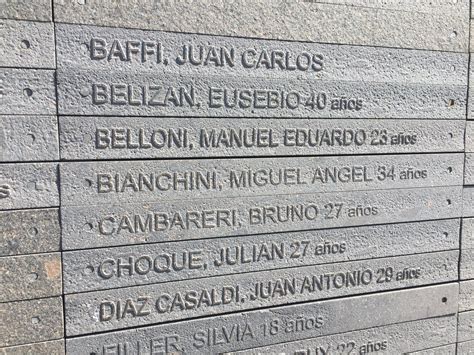 BAFFI, JUAN CARLOS
BELIZAN, EUSEBIO 40 años
BELLONI, MANUEL EDUARDO 23 años
BIANCHINI, MIGUEL ANGEL 34 años
CAMBARERI, BRUNO 27 años
CHOQUE, JULIAN 27 años
DIAZ CASALDI, JUAN ANTONIO 29 años
FILLER, SILVIA 18 años
años